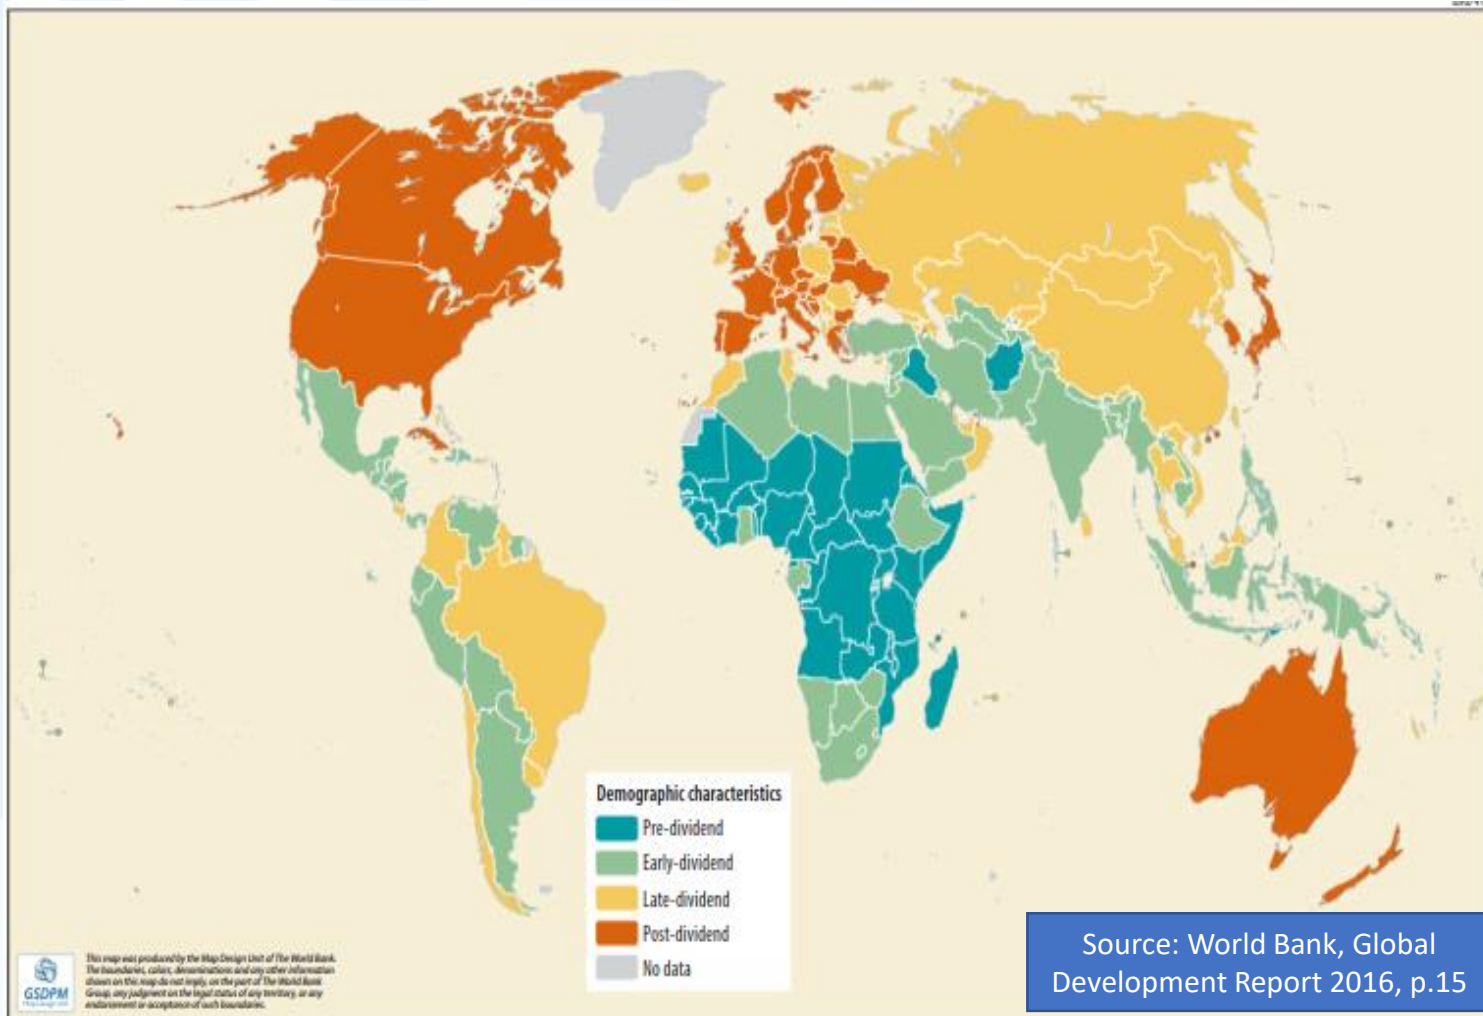 Demographic characteristics
Pre-dividend
Early-dividend
Late-dividend
Post-dividend
No data
GSDPM
Map Design Unit
This map was produced by the Map Design Unit of The World Bank.
The boundaries, colors, denominations and any other information
shown on this map do not imply, on the part of The World Bank
Group, any judgment on the legal status of any territory, or any
endorsement or acceptance of such boundaries.
Source: World Bank, Global
Development Report 2016, p.15